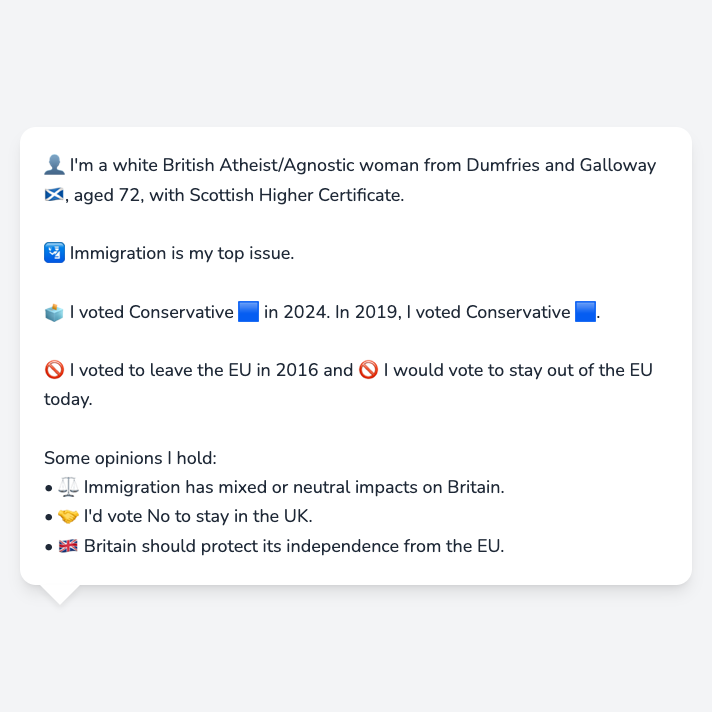 👤 I'm a white British Atheist/Agnostic woman from Dumfries and Galloway
🏴󠁧󠁢󠁳󠁣󠁴󠁿, aged 72, with Scottish Higher Certificate.
🛂 Immigration is my top issue.
🗳️ I voted Conservative 🟦 in 2024. In 2019, I voted Conservative 🟦.
🚫 I voted to leave the EU in 2016 and 🚫 I would vote to stay out of the EU
today.
Some opinions I hold:
• ⚖️ Immigration has mixed or neutral impacts on Britain.
• 🤝 I'd vote No to stay in the UK.
• 🇬🇧 Britain should protect its independence from the EU.